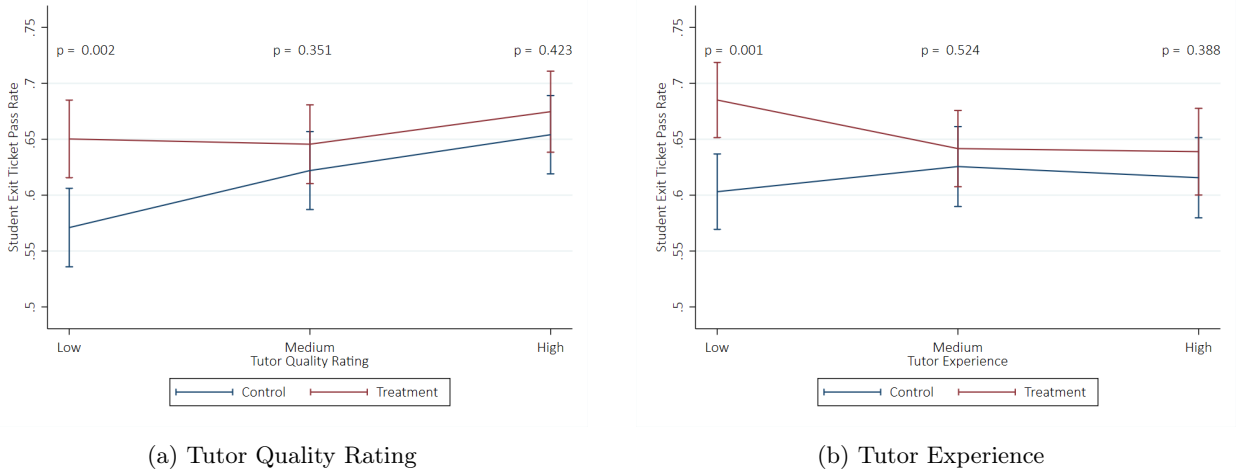 Student Exit Ticket Pass Rate
.75
.7
.65
.6
.55
.5
p = 0.002
p = 0.351
p = 0.423
Low
Medium
High
Tutor Quality Rating
Control
Treatment
(a) Tutor Quality Rating
Student Exit Ticket Pass Rate
.75
.7
.65
.6
.55
.5
p = 0.001
p = 0.524
p = 0.388
Low
Medium
High
Tutor Experience
Control
Treatment
(b) Tutor Experience